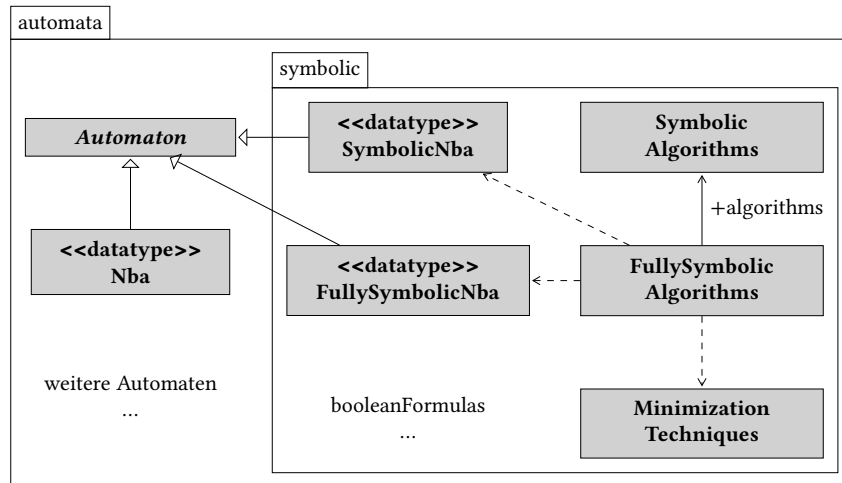 automata
symbolic
Automaton
<<datatype>>
SymbolicNba
Symbolic
Algorithms
+algorithms
<<datatype>>
Nba
<<datatype>>
FullySymbolicNba
FullySymbolic
Algorithms
weitere Automaten
...
booleanFormulas
...
Minimization
Techniques